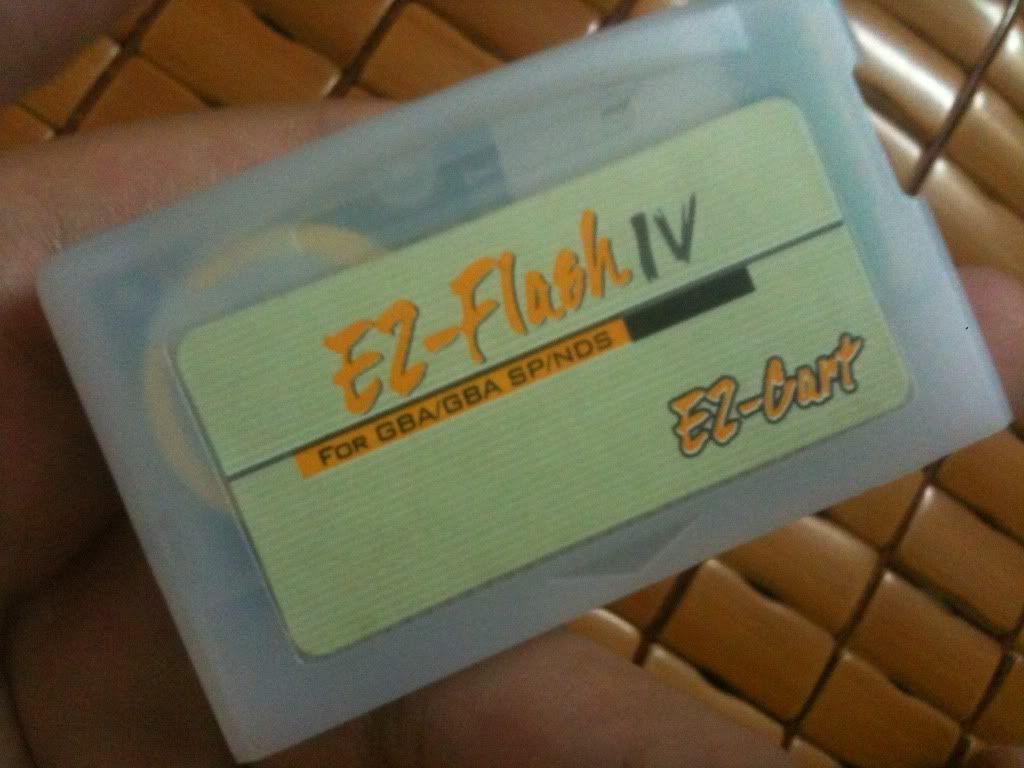 EZ-Flash IV
For GBA/GBA SP/NDS
EZ-Cart